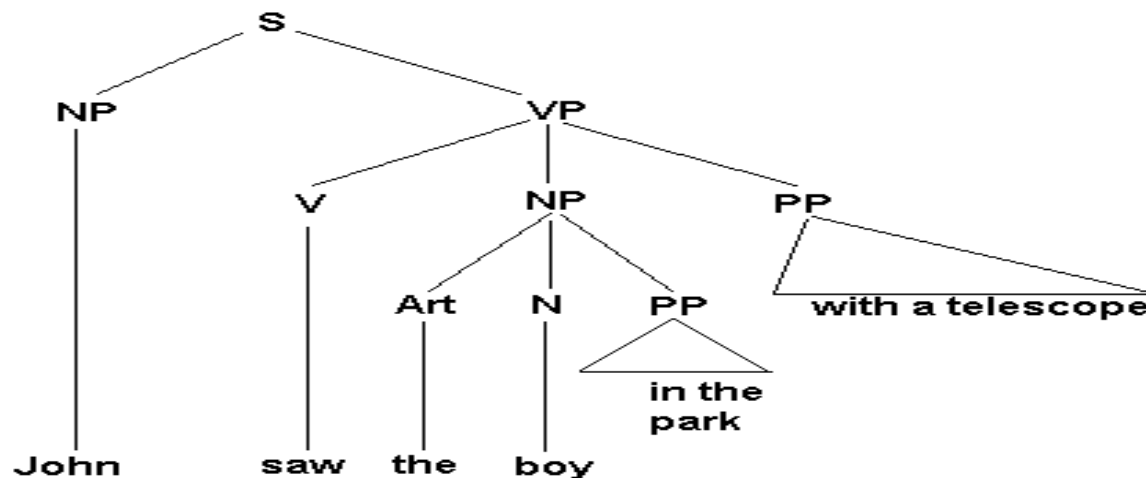 S
NP VP
V NP PP
Art N PP with a telescope
in the
park
John saw the boy